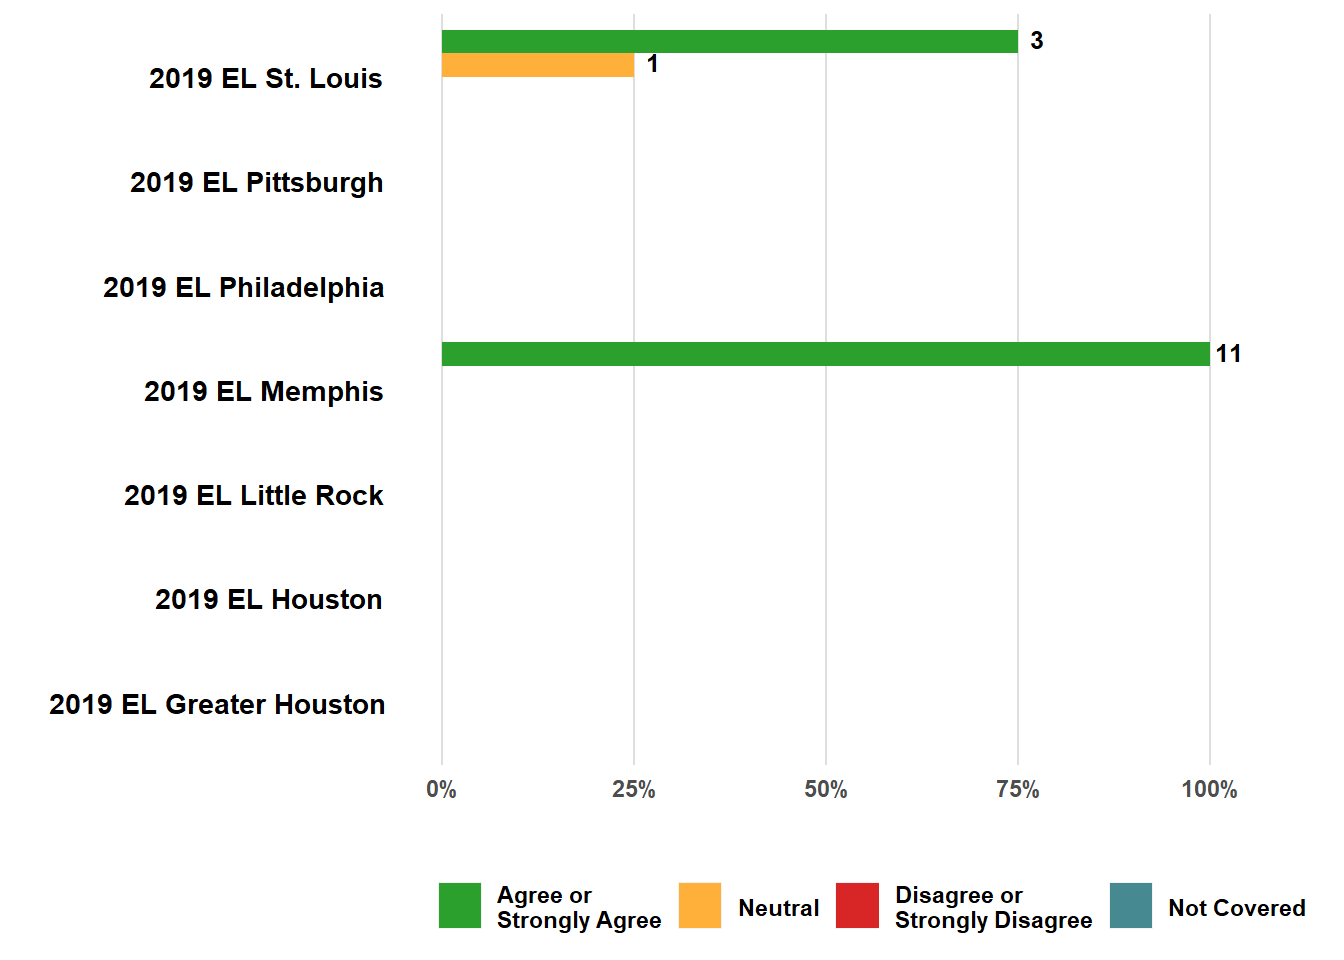 3
1
2019 EL St. Louis
2019 EL Pittsburgh
2019 EL Philadelphia
11
2019 EL Memphis
2019 EL Little Rock
2019 EL Houston
2019 EL Greater Houston
0% 25% 50% 75% 100%
Agree or
Strongly Agree
Neutral
Disagree or
Strongly Disagree
Not Covered